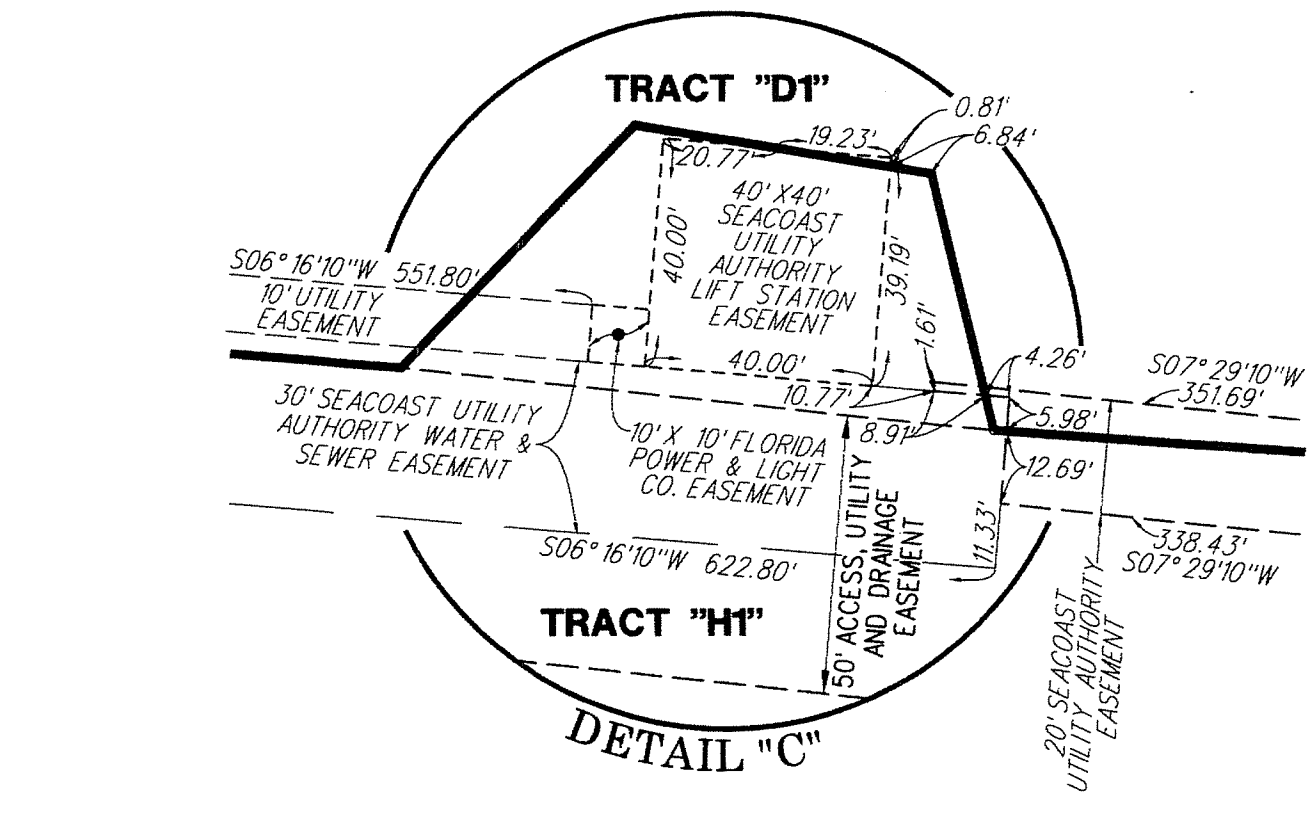 TRACT "D1"
0.81'
6.84'
19.23'
20.77'
40' X40'
SEACOAST
UTILITY
AUTHORITY
LIFT STATION
EASEMENT
40.00'
39.19'
S06°16'10"W 551.80'
10' UTILITY
EASEMENT
1.61'
40.00'
10.77'
4.26'
S07°29'10"W
351.69'
8.91'
5.98'
30' SEACOAST UTILITY
AUTHORITY WATER &
SEWER EASEMENT
10' X 10' FLORIDA
POWER & LIGHT
CO. EASEMENT
12.69'
11.33'
338.43'
S07°29'10"W
S06°16'10"W 622.80'
50' ACCESS, UTILITY
AND DRAINAGE
EASEMENT
20' SEACOAST
UTILITY AUTHORITY
EASEMENT
TRACT "H1"
DETAIL "C"